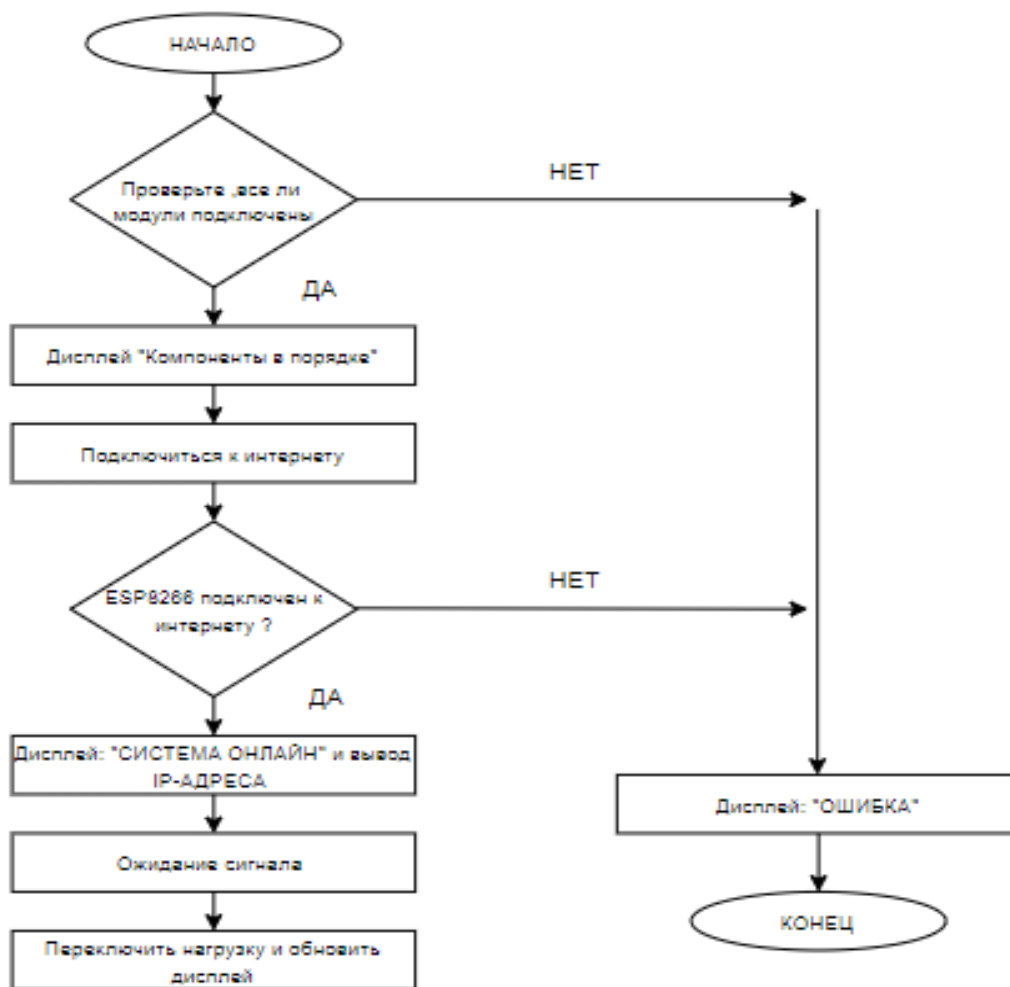 НАЧАЛО
Проверьте ,все ли
модули подключены
НЕТ
ДА
Дисплей "Компоненты в порядке"
Подключиться к интернету
ESP8266 подключен к
интернету ?
НЕТ
ДА
Дисплей: "СИСТЕМА ОНЛАЙН" и вывод
IP-АДРЕСА
Ожидание сигнала
Переключить нагрузку и обновить
дисплей
Дисплей: "ОШИБКА"
КОНЕЦ